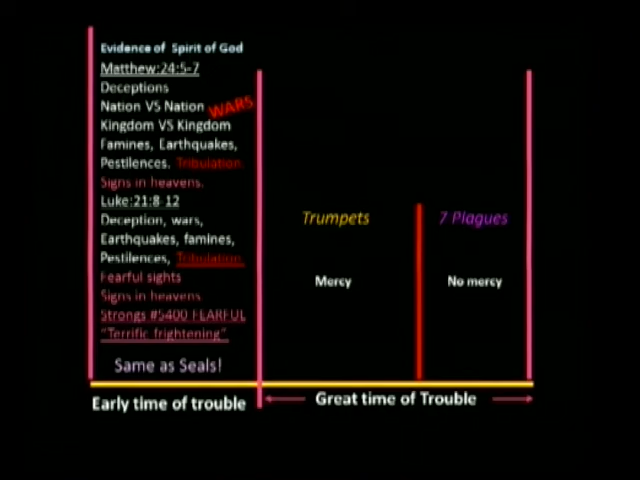 Evidence of Spirit of God
Matthew:24:5-7
Deceptions
Nation VS Nation WARS
Kingdom VS Kingdom
Famines, Earthquakes,
Pestilences. Tribulation.
Signs in heavens.
Luke:21:8-12
Deception, wars,
Earthquakes, famines,
Pestilences, Tribulation.
Fearful sights
Signs in heavens
Strongs #5400 FEARFUL
"Terrific frightening"
Same as Seals!
Trumpets
7 Plagues
Mercy
No mercy
Early time of trouble
Great time of Trouble